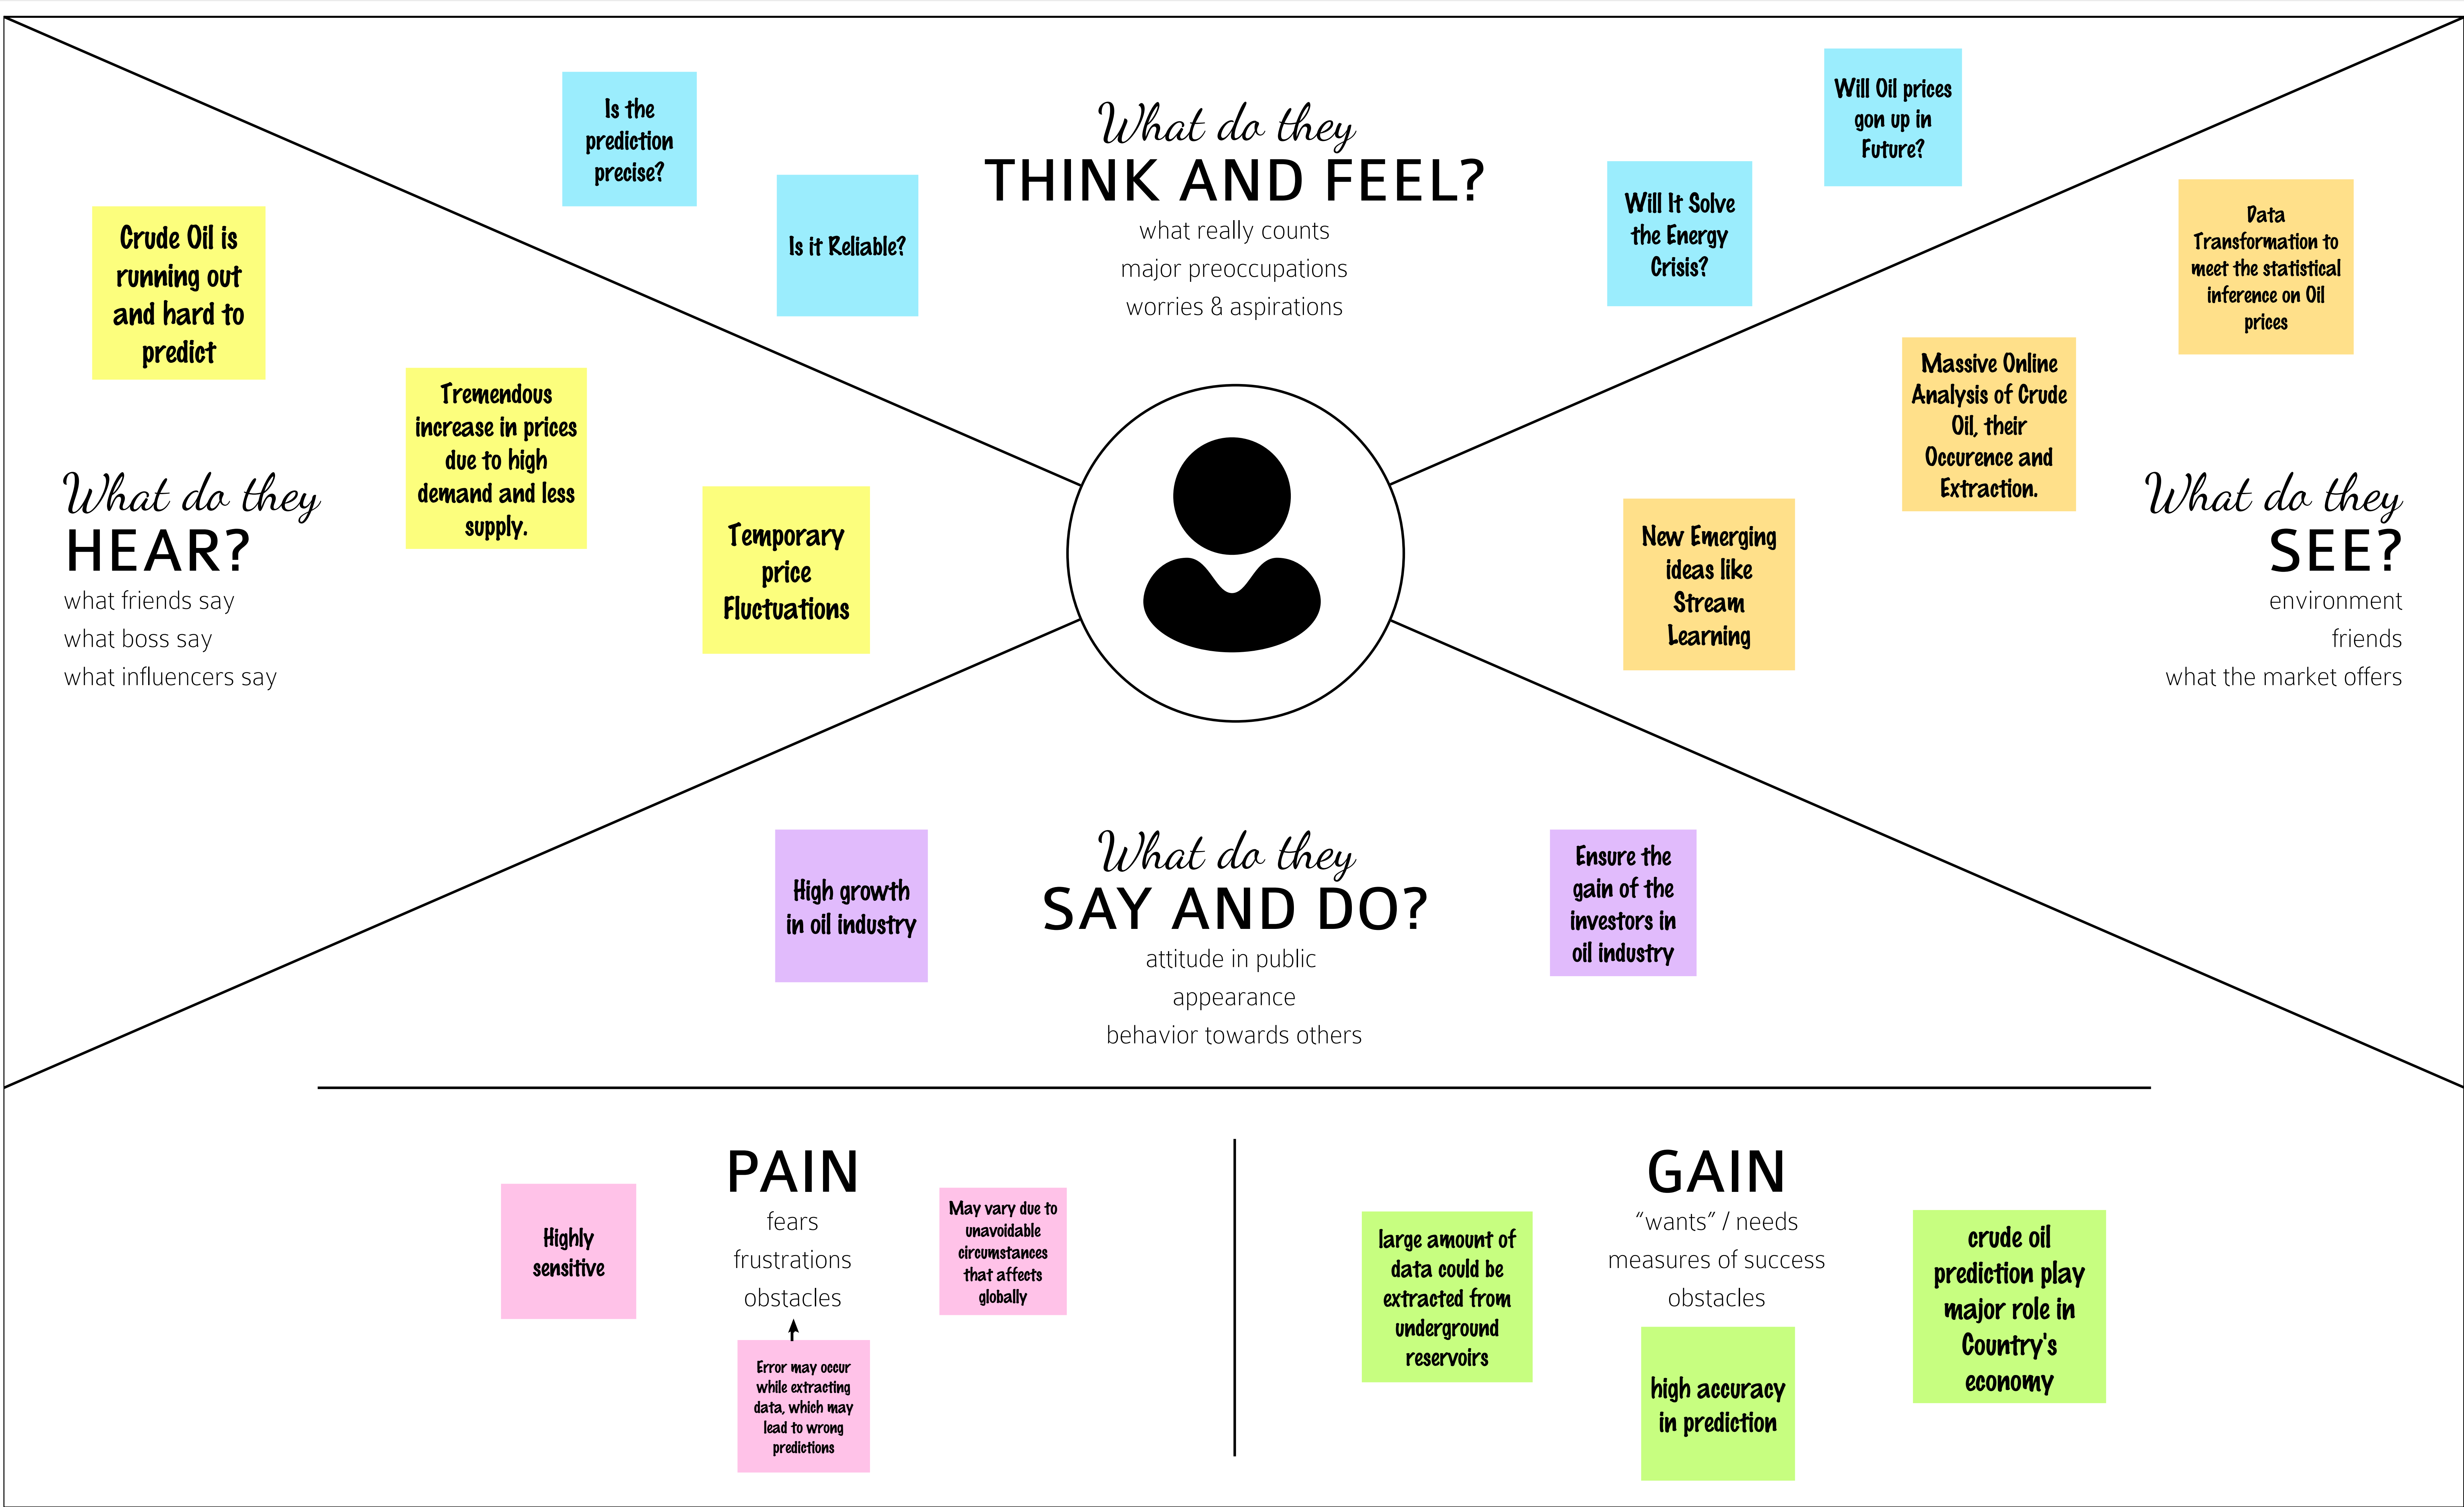 Is the
prediction
precise?
Is it Reliable?
What do they
THINK AND FEEL?
what really counts
major preoccupations
worries & aspirations
Will It Solve
the Energy
Crisis?
Will Oil prices
gon up in
Future?
Crude Oil is
running out
and hard to
predict
Tremendous
increase in prices
due to high
demand and less
supply.
Temporary
price
Fluctuations
What do they
HEAR?
what friends say
what boss say
what influencers say
Data
Transformation to
meet the statistical
inference on Oil
prices
Massive Online
Analysis of Crude
Oil, their
Occurence and
Extraction.
New Emerging
ideas like
Stream
Learning
What do they
SEE?
environment
friends
what the market offers
High growth
in oil industry
What do they
SAY AND DO?
attitude in public
appearance
behavior towards others
Ensure the
gain of the
investors in
oil industry
PAIN
fears
frustrations
obstacles
Highly
sensitive
May vary due to
unavoidable
circumstances
that affects
globally
Error may occur
while extracting
data, which may
lead to wrong
predictions
GAIN
“wants” / needs
measures of success
obstacles
large amount of
data could be
extracted from
underground
reservoirs
high accuracy
in prediction
crude oil
prediction play
major role in
Country's
economy